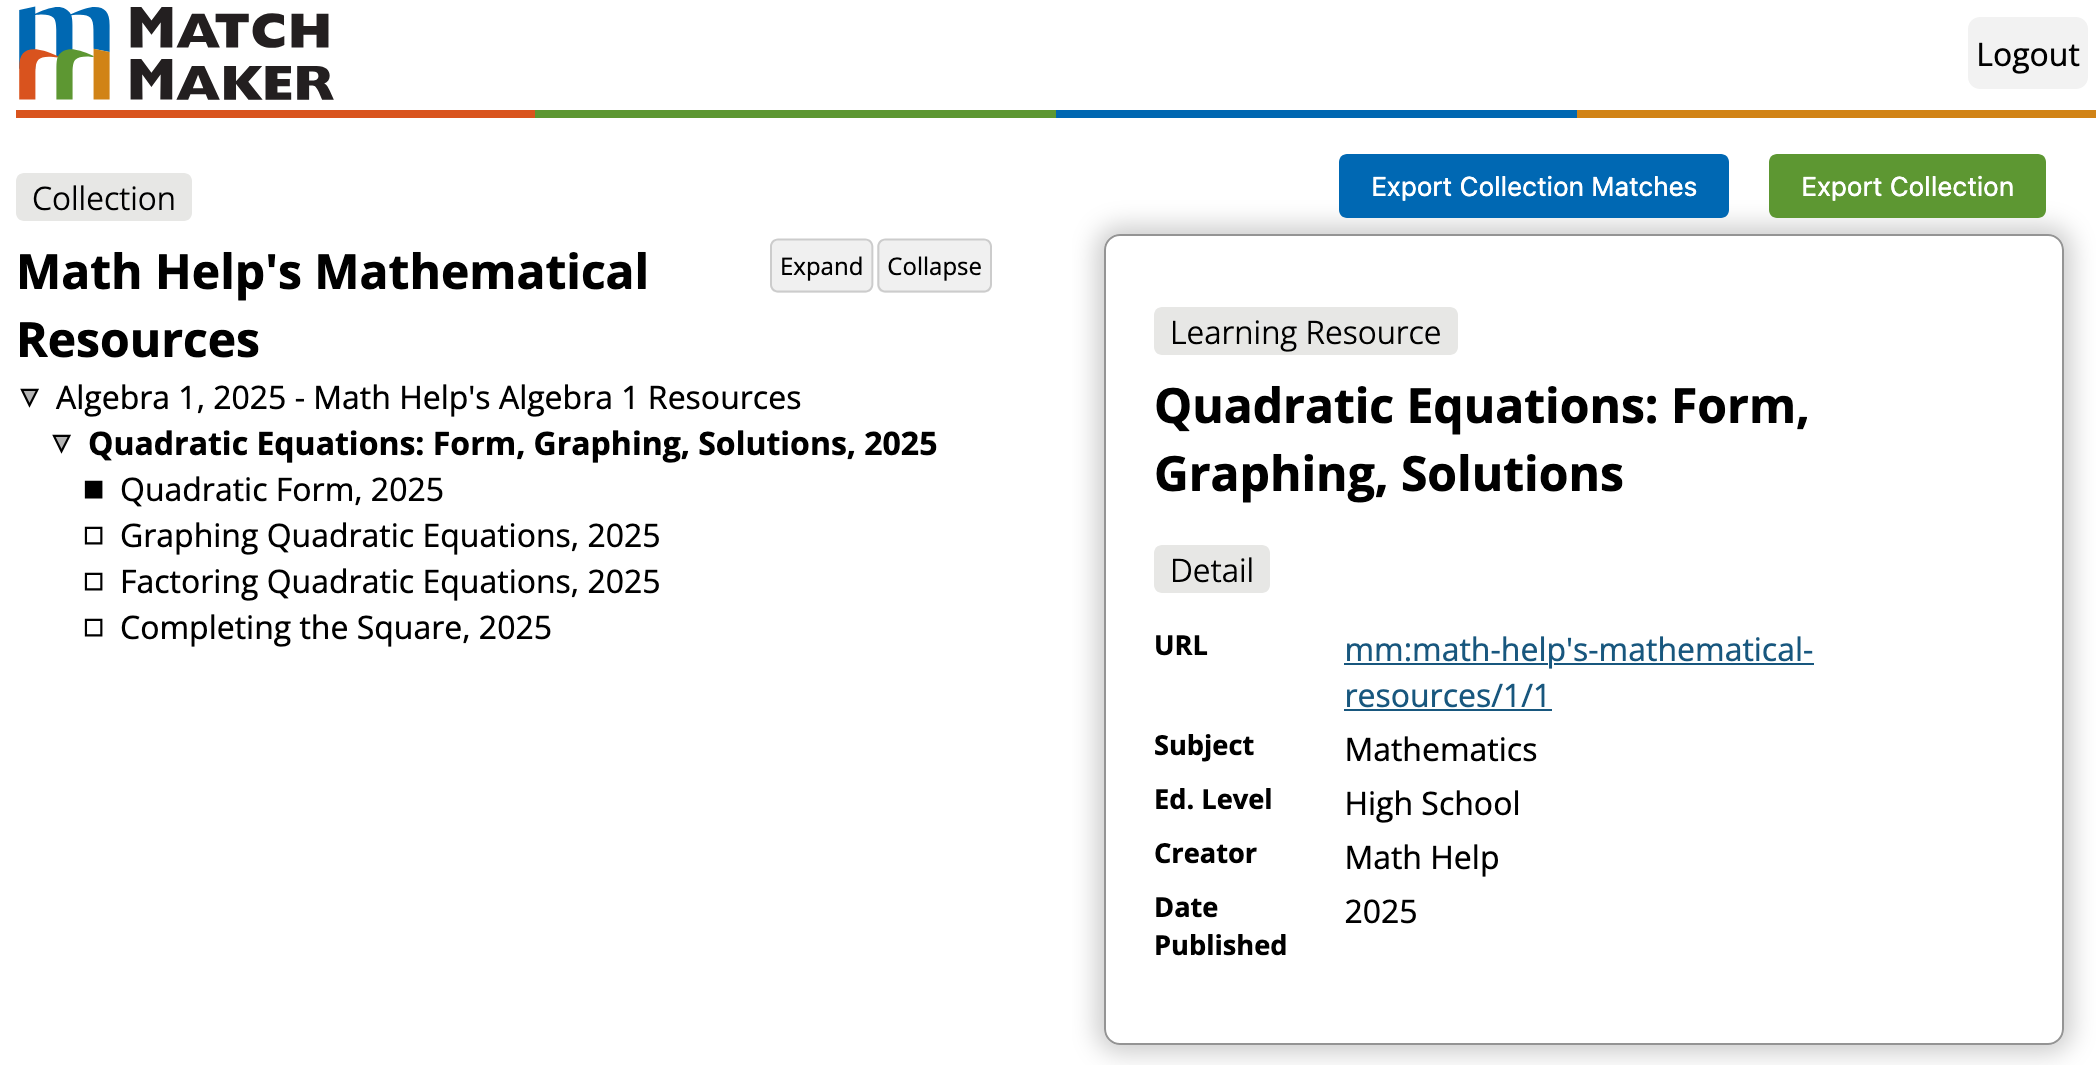 MATCH
MAKER
Logout
Export Collection Matches
Export Collection
Collection
Math Help's Mathematical
Resources
Expand
Collapse
Algebra 1, 2025 - Math Help's Algebra 1 Resources
Quadratic Equations: Form, Graphing, Solutions, 2025
Quadratic Form, 2025
Graphing Quadratic Equations, 2025
Factoring Quadratic Equations, 2025
Completing the Square, 2025
Learning Resource
Quadratic Equations: Form,
Graphing, Solutions
Detail
URL
mm:math-help's-mathematical-
resources/1/1
Subject
Mathematics
Ed. Level
High School
Creator
Math Help
Date
Published
2025